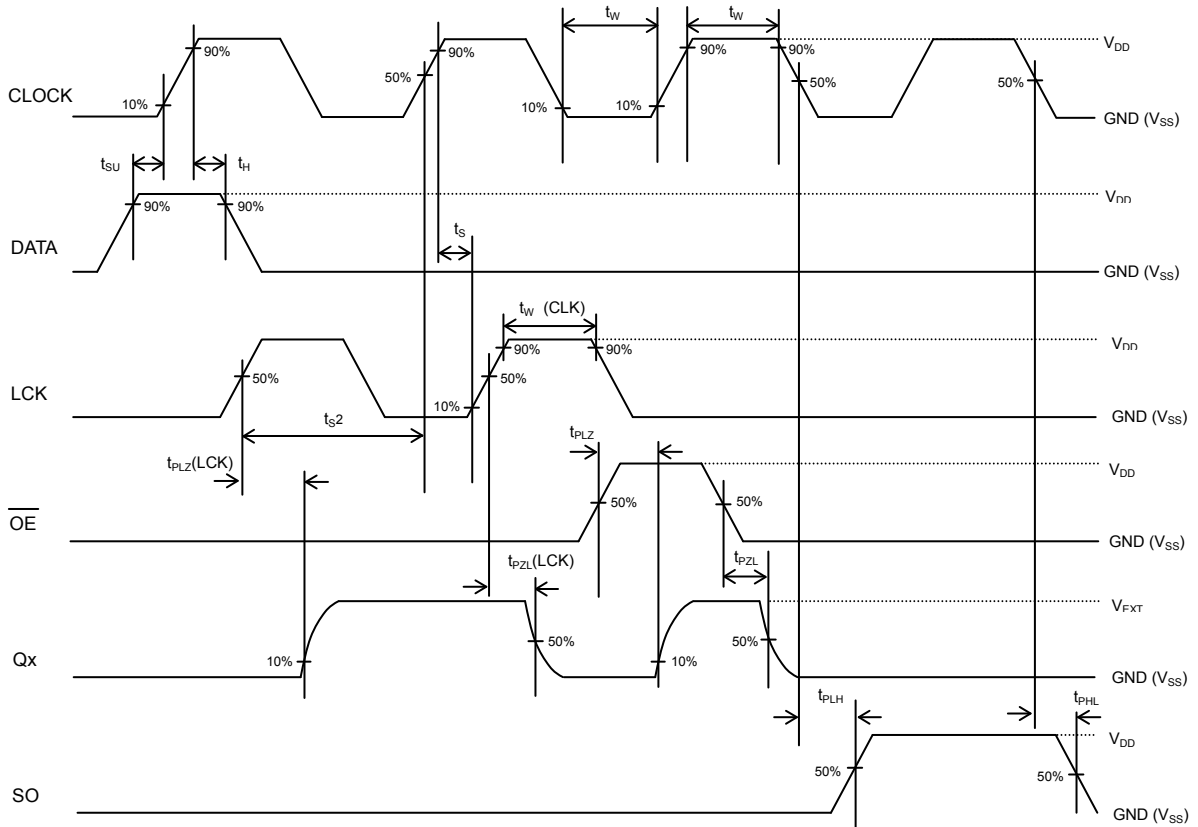 tW tW
90% 90% 90% 90% VDD
50% 50% 50%
CLOCK 10% 10% 10% GND (VSS)
tSU tH
90% 90% VDD
DATA tS GND (VSS)
tW (CLK)
90% 90% VDD
50% 50%
LCK 10% GND (VSS)
tS2
tPLZ(LCK) tPLZ VDD
50% 50%
OE GND (VSS)
tPZL(LCK) tPZL
VEXT
50% 50%
Qx 10% 10% GND (VSS)
tPLH tPHL
VDD
50% 50%
SO GND (VSS)